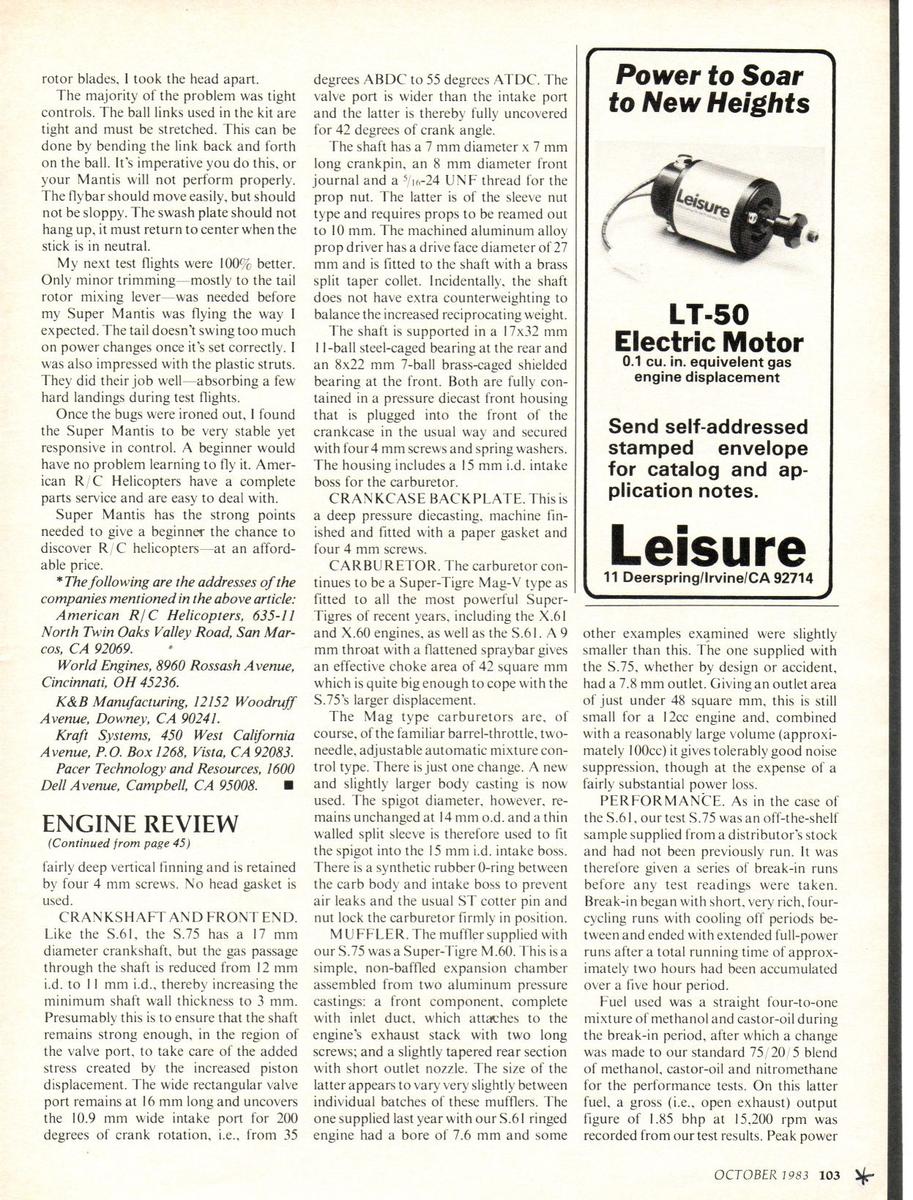 rotor blades, I took the head apart.
The majority of the problem was tight
controls. The ball links used in the kit are
tight and must be stretched. This can be
done by bending the link back and forth
on the ball. It's imperative you do this, or
your Mantis will not perform properly.
The flybar should move easily, but should
not be sloppy. The swash plate should not
hang up, it must return to center when the
stick is in neutral.
My next test flights were 100% better.
Only minor trimming—mostly to the tail
rotor mixing lever—was needed before
my Super Mantis was flying the way I
expected. The tail doesn't swing too much
on power changes once it's set correctly. I
was also impressed with the plastic struts.
They did their job well—absorbing a few
hard landings during test flights.
Once the bugs were ironed out, I found
the Super Mantis to be very stable yet
responsive in control. A beginner would
have no problem learning to fly it. Amer-
ican R/C Helicopters have a complete
parts service and are easy to deal with.
Super Mantis has the strong points
needed to give a beginner the chance to
discover R/C helicopters—at an afford-
able price.
*The following are the addresses of the
companies mentioned in the above article:
American R/C Helicopters, 635-11
North Twin Oaks Valley Road, San Mar-
cos, CA 92069.
World Engines, 8960 Rossash Avenue,
Cincinnati, OH 45236.
K&B Manufacturing, 12152 Woodruff
Avenue, Downey, CA 90241.
Kraft Systems, 450 West California
Avenue, P.O. Box 1268, Vista, CA 92083.
Pacer Technology and Resources, 1600
Dell Avenue, Campbell, CA 95008. ■
ENGINE REVIEW
(Continued from page 45)
fairly deep vertical finning and is retained
by four 4 mm screws. No head gasket is
used.
CRANKSHAFT AND FRONT END.
Like the S.61, the S.75 has a 17 mm
diameter crankshaft, but the gas passage
through the shaft is reduced from 12 mm
i.d. to 11 mm i.d., thereby increasing the
minimum shaft wall thickness to 3 mm.
Presumably this is to ensure that the shaft
remains strong enough, in the region of
the valve port, to take care of the added
stress created by the increased piston
displacement. The wide rectangular valve
port remains at 16 mm long and uncovers
the 10.9 mm wide intake port for 200
degrees of crank rotation, i.e., from 35
degrees ABDC to 55 degrees ATDC. The
valve port is wider than the intake port
and the latter is thereby fully uncovered
for 42 degrees of crank angle.
The shaft has a 7 mm diameter x 7 mm
long crankpin, an 8 mm diameter front
journal and a 5/16-24 UNF thread for the
prop nut. The latter is of the sleeve nut
type and requires props to be reamed out
to 10 mm. The machined aluminum alloy
prop driver has a drive face diameter of 27
mm and is fitted to the shaft with a brass
split taper collet. Incidentally, the shaft
does not have extra counterweighting to
balance the increased reciprocating weight.
The shaft is supported in a 17x32 mm
11-ball steel-caged bearing at the rear and
an 8x22 mm 7-ball brass-caged shielded
bearing at the front. Both are fully con-
tained in a pressure diecast front housing
that is plugged into the front of the
crankcase in the usual way and secured
with four 4 mm screws and spring washers.
The housing includes a 15 mm i.d. intake
boss for the carburetor.
CRANKCASE BACKPLATE. This is
a deep pressure diecasting, machine fin-
ished and fitted with a paper gasket and
four 4 mm screws.
CARBURETOR. The carburetor con-
tinues to be a Super-Tigre Mag-V type as
fitted to all the most powerful Super-
Tigres of recent years, including the X.61
and X.60 engines, as well as the S.61. A 9
mm throat with a flattened spraybar gives
an effective choke area of 42 square mm
which is quite big enough to cope with the
S.75's larger displacement.
The Mag type carburetors are, of
course, of the familiar barrel-throttle, two-
needle, adjustable automatic mixture con-
trol type. There is just one change. A new
and slightly larger body casting is now
used. The spigot diameter, however, re-
mains unchanged at 14 mm o.d. and a thin
walled split sleeve is therefore used to fit
the spigot into the 15 mm i.d. intake boss.
There is a synthetic rubber 0-ring between
the carb body and intake boss to prevent
air leaks and the usual ST cotter pin and
nut lock the carburetor firmly in position.
MUFFLER. The muffler supplied with
our S.75 was a Super-Tigre M.60. This is a
simple, non-baffled expansion chamber
assembled from two aluminum pressure
castings: a front component, complete
with inlet duct, which attaches to the
engine's exhaust stack with two long
screws; and a slightly tapered rear section
with short outlet nozzle. The size of the
latter appears to vary very slightly between
individual batches of these mufflers. The
one supplied last year with our S.61 ringed
engine had a bore of 7.6 mm and some
Power to Soar
to New Heights
Leisure
LT-50
Electric Motor
0.1 cu. in. equivelent gas
engine displacement
Send self-addressed
stamped envelope
for catalog and ap-
plication notes.
Leisure
11 Deerspring/Irvine/CA 92714
other examples examined were slightly
smaller than this. The one supplied with
the S.75, whether by design or accident,
had a 7.8 mm outlet. Giving an outlet area
of just under 48 square mm, this is still
small for a 12cc engine and, combined
with a reasonably large volume (approxi-
mately 100cc) it gives tolerably good noise
suppression, though at the expense of a
fairly substantial power loss.
PERFORMANCE. As in the case of
the S.61, our test S.75 was an off-the-shelf
sample supplied from a distributor's stock
and had not been previously run. It was
therefore given a series of break-in runs
before any test readings were taken.
Break-in began with short, very rich, four-
cycling runs with cooling off periods be-
tween and ended with extended full-power
runs after a total running time of approx-
imately two hours had been accumulated
over a five hour period.
Fuel used was a straight four-to-one
mixture of methanol and castor-oil during
the break-in period, after which a change
was made to our standard 75/20/5 blend
of methanol, castor-oil and nitromethane
for the performance tests. On this latter
fuel, a gross (i.e., open exhaust) output
figure of 1.85 bhp at 15,200 rpm was
recorded from our test results. Peak power
OCTOBER 1983 103